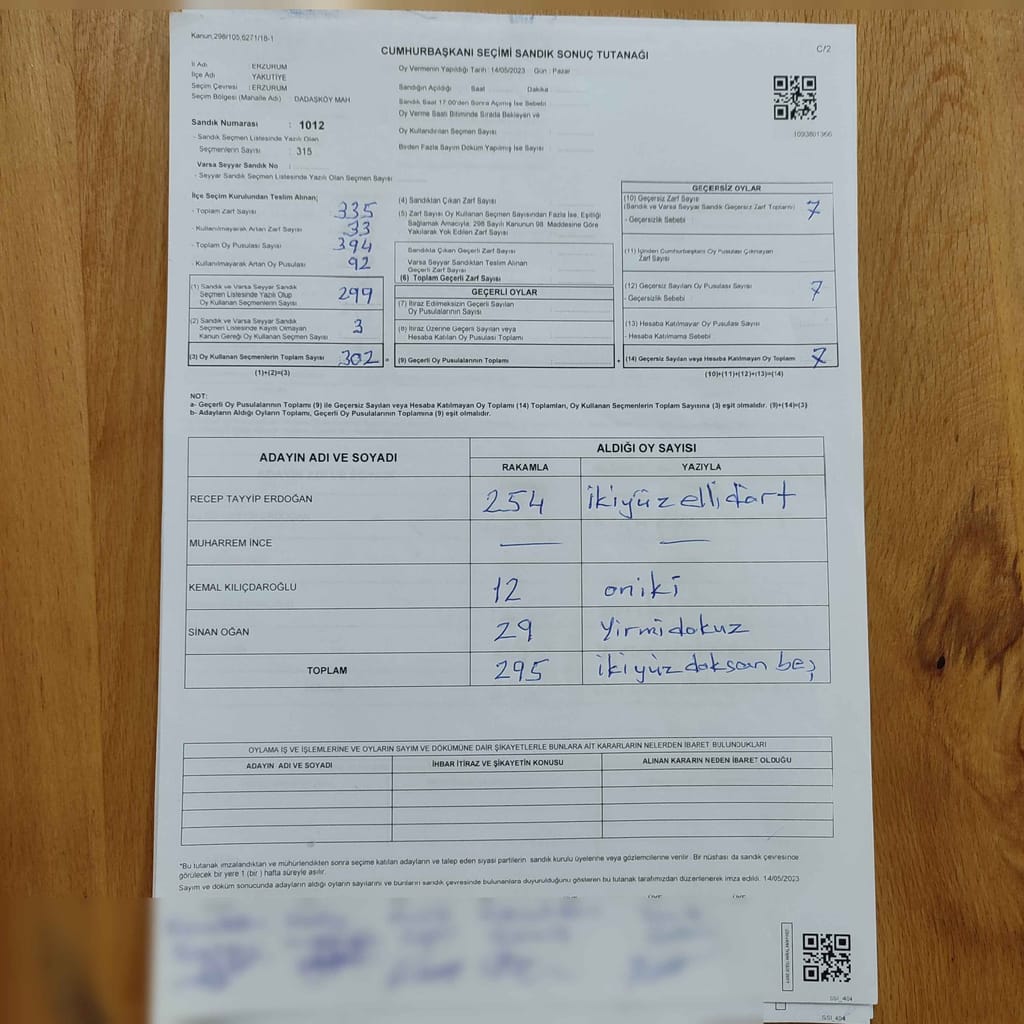 Kanun,298/105,6271/18-1
C/2
CUMHURBAŞKANI SEÇİMİ SANDIK SONUÇ TUTANAĞI
İl Adı ERZURUM
İlçe Adı YAKUTİYE
Seçim Çevresi : ERZURUM
Seçim Bölgesi (Mahalle Adı) DADAŞKÖY MAH
Sandık Numarası : 1012
- Sandık Seçmen Listesinde Yazılı Olan
Seçmenlerin Sayısı : 315
Varsa Seyyar Sandık No :
- Seyyar Sandık Seçmen Listesinde Yazılı Olan Seçmen Sayısı
Oy Vermenin Yapıldığı Tarih : 14/05/2023 Gün : Pazar
Sandığın Açıldığı Saat Dakika
Sandık Saat 17:00'den Sonra Açılmış İse Sebebi
Oy Verme Saati Bitiminde Sırada Bekleyen ve
Oy Kullandırılan Seçmen Sayısı
Birden Fazla Sayım Döküm Yapılmış İse Sayısı
1093801366
İlçe Seçim Kurulundan Teslim Alınan;
- Toplam Zarf Sayısı 335
- Kullanılmayarak Artan Zarf Sayısı 33
- Toplam Oy Pusulası Sayısı 394
- Kullanılmayarak Artan Oy Pusulası 92
(1) Sandık ve Varsa Seyyar Sandık
Seçmen Listesinde Yazılı Olup
Oy Kullanan Seçmenlerin Sayısı 299
(2) Sandık ve Varsa Seyyar Sandık
Seçmen Listesinde Kayıtlı Olmayan
Kanun Gereği Oy Kullanan Seçmen Sayısı 3
(3) Oy Kullanan Seçmenlerin Toplam Sayısı 302 =
(1)+(2)=(3)
(4) Sandıktan Çıkan Zarf Sayısı
(5) Zarf Sayısı Oy Kullanan Seçmen Sayısından Fazla İse, Eşitliği
Sağlamak Amacıyla; 298 Sayılı Kanunun 98. Maddesine Göre
Yakılarak Yok Edilen Zarf Sayısı
Sandıkta Çıkan Geçerli Zarf Sayısı
Varsa Seyyar Sandıktan Teslim Alınan
Geçerli Zarf Sayısı
(6) Toplam Geçerli Zarf Sayısı
GEÇERLİ OYLAR
(7) İtiraz Edilmeksizin Geçerli Sayılan
Oy Pusulalarının Sayısı
(8) İtiraz Üzerine Geçerli Sayılan veya
Hesaba Katılan Oy Pusulası Toplamı
(9) Geçerli Oy Pusulalarının Toplamı +
GEÇERSİZ OYLAR
(10) Geçersiz Zarf Sayısı
(Sandık ve Varsa Seyyar Sandık Geçersiz Zarf Toplamı) 7
- Geçersizlik Sebebi
(11) İçinden Cumhurbaşkanı Oy Pusulası Çıkmayan
Zarf Sayısı
(12) Geçersiz Sayılan Oy Pusulası Sayısı 7
- Geçersizlik Sebebi
(13) Hesaba Katılmayan Oy Pusulası Sayısı
- Hesaba Katılmama Sebebi
(14) Geçersiz Sayılan veya Hesaba Katılmayan Oy Toplamı 7
(10)+(11)+(12)+(13)=(14)
NOT:
a- Geçerli Oy Pusulalarının Toplamı (9) ile Geçersiz Sayılan veya Hesaba Katılmayan Oy Toplamı (14) Toplamları, Oy Kullanan Seçmenlerin Toplam Sayısına (3) eşit olmalıdır. (9)+(14)=(3)
b- Adayların Aldığı Oyların Toplamı, Geçerli Oy Pusulalarının Toplamına (9) eşit olmalıdır.
ADAYIN ADI VE SOYADI
ALDIĞI OY SAYISI
RAKAMLA YAZIYLA
RECEP TAYYİP ERDOĞAN 254 ikiyüzellidört
MUHARREM İNCE — —
KEMAL KILIÇDAROĞLU 12 oniki
SİNAN OĞAN 29 Yirmidokuz
TOPLAM 295 ikiyüz doksan beş
OYLAMA İŞ VE İŞLEMLERİNE VE OYLARIN SAYIM VE DÖKÜMÜNE DAİR ŞİKAYETLERLE BUNLARA AİT KARARLARIN NELERDEN İBARET BULUNDUKLARI
ADAYIN ADI VE SOYADI İHBAR İTİRAZ VE ŞİKAYETİN KONUSU ALINAN KARARIN NEDEN İBARET OLDUĞU
*Bu tutanak imzalandıktan ve mühürlendikten sonra seçime katılan adayların ve talep eden siyasi partilerin sandık kurulu üyelerine veya gözlemcilerine verilir. Bir nüshası da sandık çevresince
görülecek bir yere 1 (bir) hafta süreyle asılır.
Sayım ve döküm sonucunda adayların aldığı oyların sayılarını ve bunların sandık çevresinde bulunanlara duyurulduğunu gösteren bu tutanak tarafımızdan düzenlenerek imza edildi. 14/05/2023
SSİ_404
SSİ_404